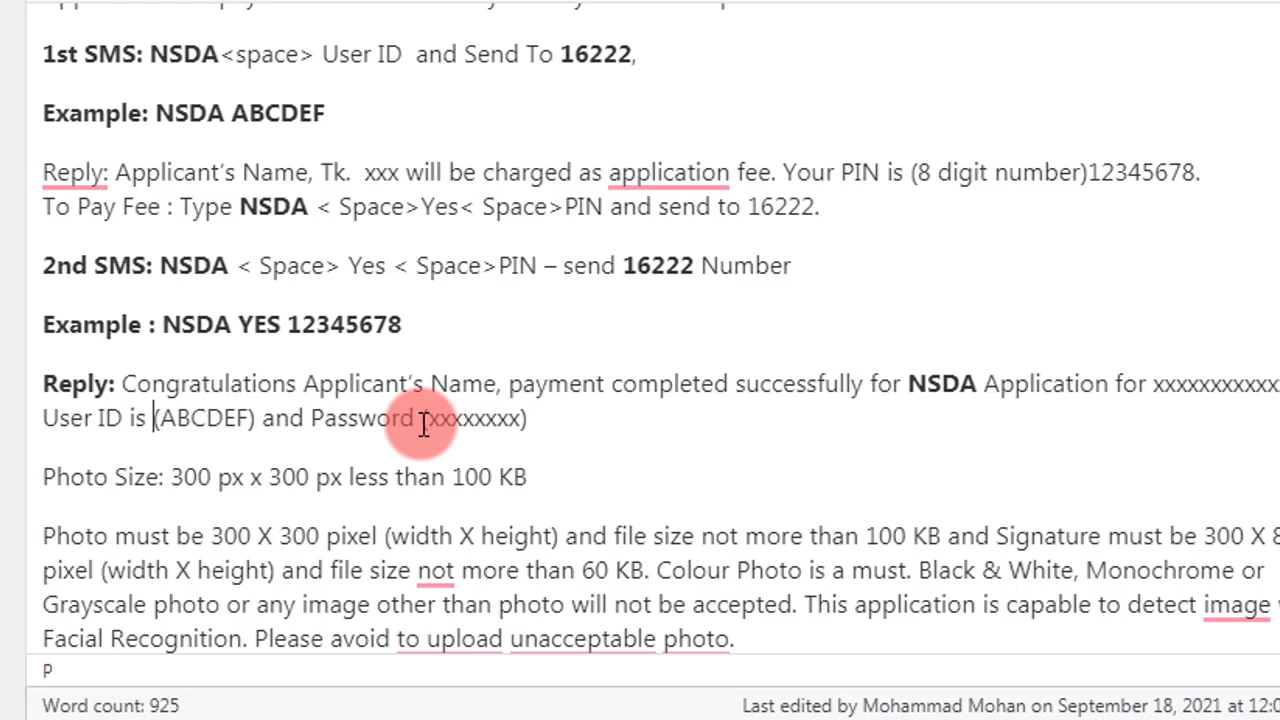 1st SMS: NSDA<space> User ID  and Send To 16222,
Example: NSDA ABCDEF
Reply: Applicant's Name, Tk.  xxx will be charged as application fee. Your PIN is (8 digit number)12345678.
To Pay Fee : Type NSDA < Space>Yes< Space>PIN and send to 16222.
2nd SMS: NSDA < Space> Yes < Space>PIN – send 16222 Number
Example : NSDA YES 12345678
Reply: Congratulations Applicant's Name, payment completed successfully for NSDA Application for xxxxxxxxxxx
User ID is (ABCDEF) and Password (xxxxxxxx)
Photo Size: 300 px x 300 px less than 100 KB
Photo must be 300 X 300 pixel (width X height) and file size not more than 100 KB and Signature must be 300 X
pixel (width X height) and file size not more than 60 KB. Colour Photo is a must. Black & White, Monochrome or
Grayscale photo or any image other than photo will not be accepted. This application is capable to detect image
Facial Recognition. Please avoid to upload unacceptable photo.
P
Word count: 925
Last edited by Mohammad Mohan on September 18, 2021 at